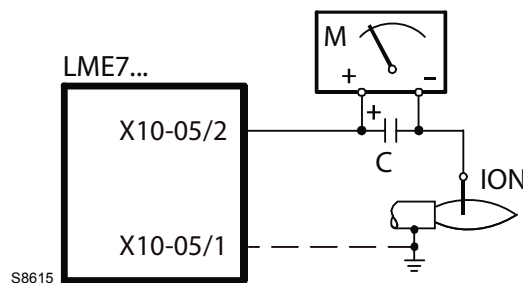 M
+ –
LME7...
X10-05/2
+
C
ION
X10-05/1
S8615